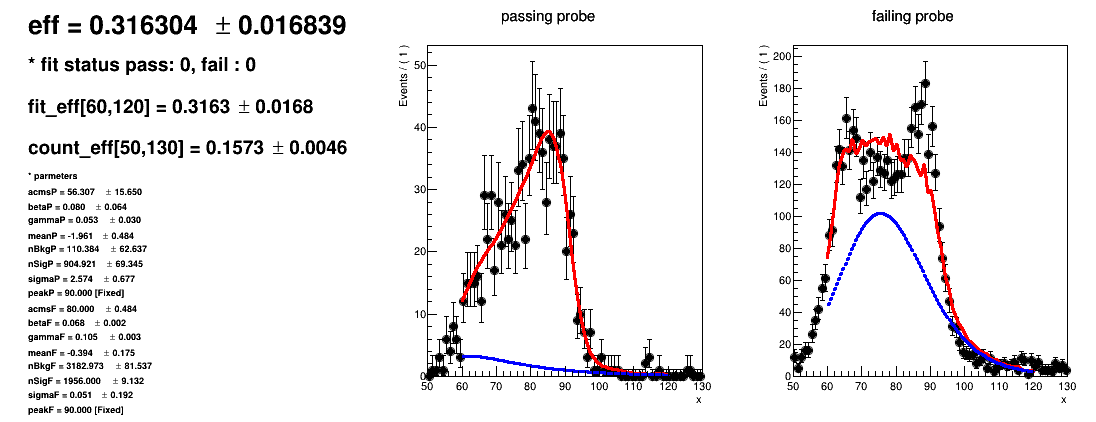 eff = 0.316304 ± 0.016839
* fit status pass: 0, fail : 0
fit_eff[60,120] = 0.3163 ± 0.0168
count_eff[50,130] = 0.1573 ± 0.0046
* parmeters
acmsP = 56.307 ± 15.650
betaP = 0.080 ± 0.064
gammaP = 0.053 ± 0.030
meanP = -1.961 ± 0.484
nBkgP = 110.384 ± 62.637
nSigP = 904.921 ± 69.345
sigmaP = 2.574 ± 0.677
peakP = 90.000 [Fixed]
acmsF = 80.000 ± 0.484
betaF = 0.068 ± 0.002
gammaF = 0.105 ± 0.003
meanF = -0.394 ± 0.175
nBkgF = 3182.973 ± 81.537
nSigF = 1956.000 ± 9.132
sigmaF = 0.051 ± 0.192
peakF = 90.000 [Fixed]
passing probe
Events / ( 1 )
50
40
30
20
10
0
50 60 70 80 90 100 110 120 130
x
failing probe
Events / ( 1 )
200
180
160
140
120
100
80
60
40
20
0
50 60 70 80 90 100 110 120 130
x